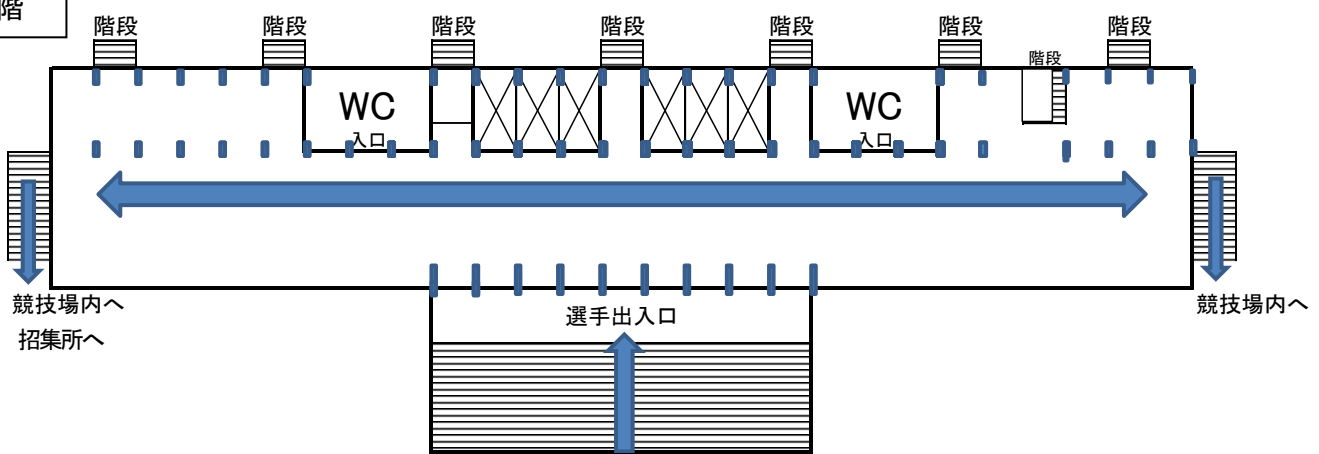 階
階段 階段 階段 階段 階段 階段 階段
階段
WC WC
入口 入口
競技場内へ 選手出入口 競技場内へ
招集所へ